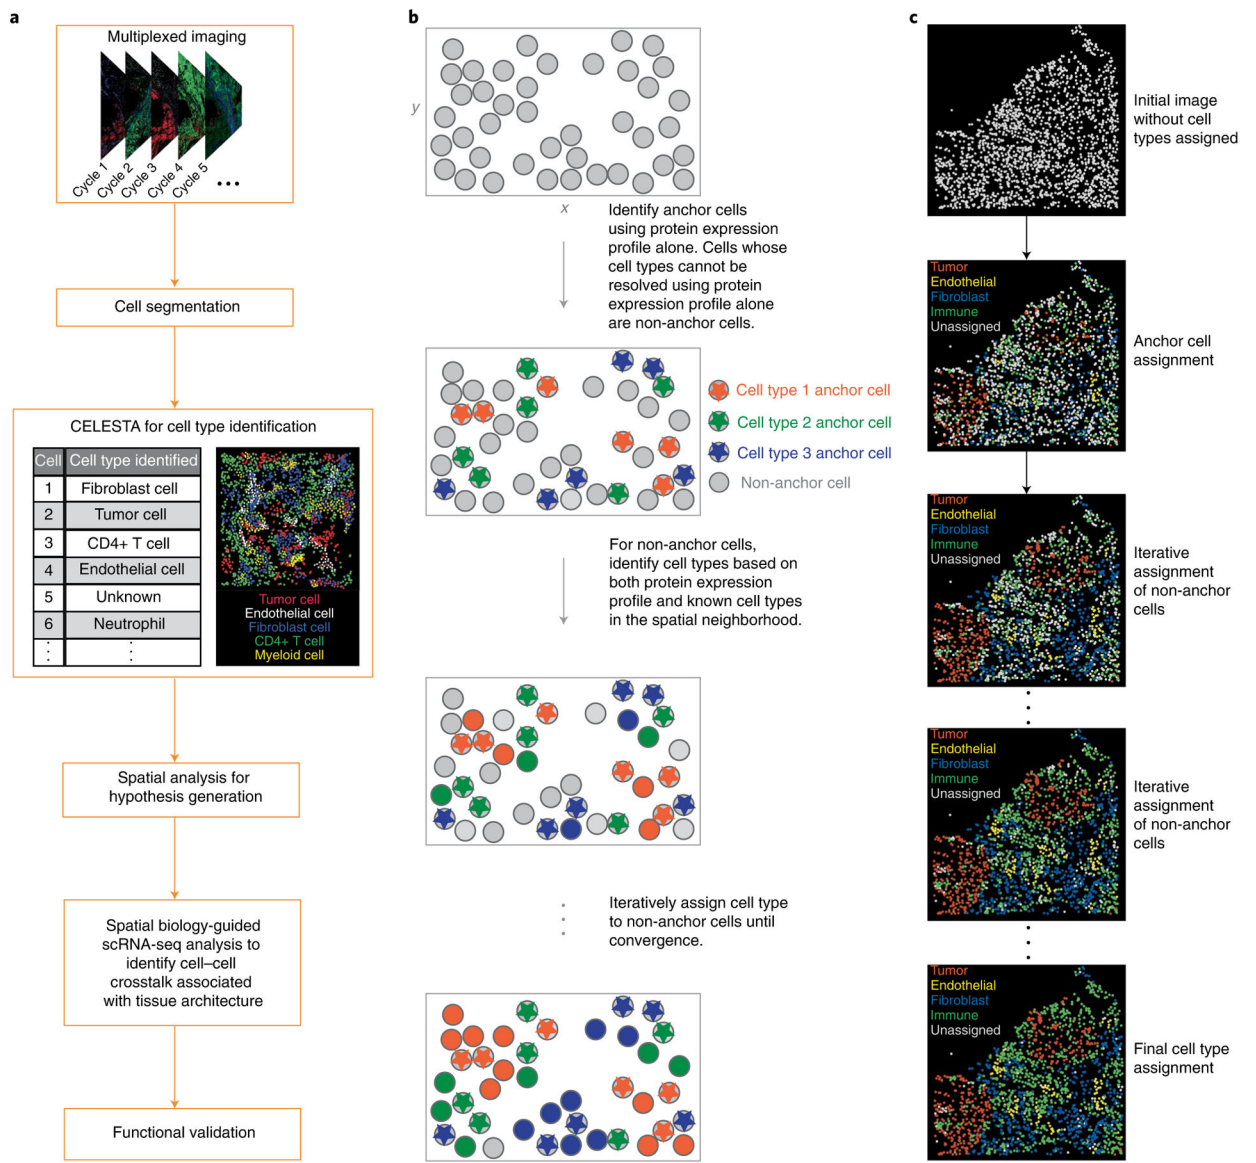 a
Multiplexed imaging
Cycle 1
Cycle 2
Cycle 3
Cycle 4
Cycle 5
...
Cell segmentation
CELESTA for cell type identification
Cell Cell type identified
1 Fibroblast cell
2 Tumor cell
3 CD4+ T cell
4 Endothelial cell
5 Unknown
6 Neutrophil
Tumor cell
Endothelial cell
Fibroblast cell
CD4+ T cell
Myeloid cell
Spatial analysis for
hypothesis generation
Spatial biology-guided
scRNA-seq analysis to
identify cell–cell
crosstalk associated
with tissue architecture
Functional validation
b
y
x
Identify anchor cells
using protein expression
profile alone. Cells whose
cell types cannot be
resolved using protein
expression profile alone
are non-anchor cells.
Cell type 1 anchor cell
Cell type 2 anchor cell
Cell type 3 anchor cell
Non-anchor cell
For non-anchor cells,
identify cell types based on
both protein expression
profile and known cell types
in the spatial neighborhood.
Iteratively assign cell type
to non-anchor cells until
convergence.
c
Initial image
without cell
types assigned
Tumor
Endothelial
Fibroblast
Immune
Unassigned
Anchor cell
assignment
Tumor
Endothelial
Fibroblast
Immune
Unassigned
Iterative
assignment
of non-anchor
cells
Tumor
Endothelial
Fibroblast
Immune
Unassigned
Iterative
assignment
of non-anchor
cells
Tumor
Endothelial
Fibroblast
Immune
Unassigned
Final cell type
assignment